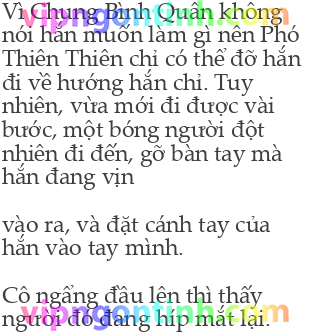 Vì Chung Bình Quân không
nói hắn muốn làm gì nên Phó
Thiên Thiên chỉ có thể đỡ hắn
đi về hướng hắn chỉ. Tuy
nhiên, vừa mới đi được vài
bước, một bóng người đột
nhiên đi đến, gỡ bàn tay mà
hắn đang vịn
vào ra, và đặt cánh tay của
hắn vào tay mình.
Cô ngẩng đầu lên thì thấy
người đó đang híp mắt lại.
vipngontinh.com
vipngontinh.com